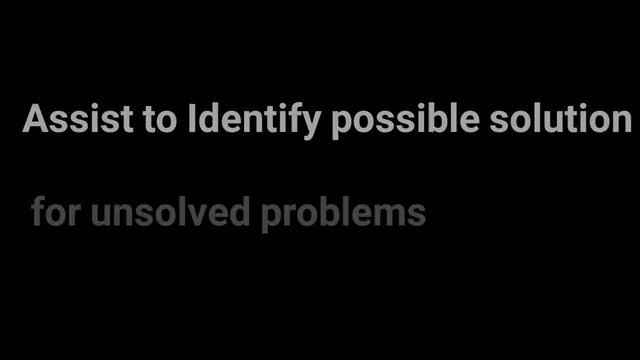 Assist to Identify possible solution
for unsolved problems